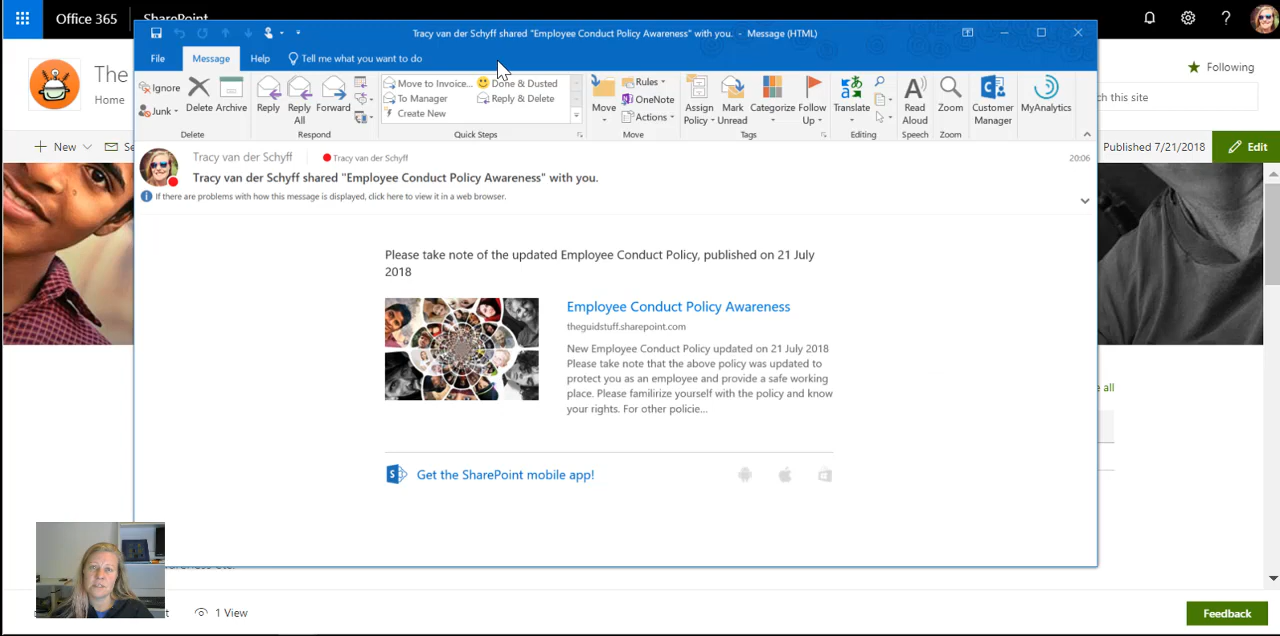 Office 365 SharePoint
The
Home
Following
ch this site
New
Se
Published 7/21/2018
Edit
Tracy van der Schyff shared "Employee Conduct Policy Awareness" with you. - Message (HTML)
File Message Help Tell me what you want to do
Ignore
Junk
Delete Archive
Delete
Reply Reply All Forward
Respond
Move to Invoice...
To Manager
Create New
Done & Dusted
Reply & Delete
Quick Steps
Move
Rules
OneNote
Actions
Move
Assign Policy
Mark Unread
Categorize
Follow Up
Tags
Translate
Editing
Read Aloud
Speech
Zoom
Zoom
Customer Manager
MyAnalytics
Tracy van der Schyff
Tracy van der Schyff
20:06
Tracy van der Schyff shared "Employee Conduct Policy Awareness" with you.
If there are problems with how this message is displayed, click here to view it in a web browser.
Please take note of the updated Employee Conduct Policy, published on 21 July
2018
Employee Conduct Policy Awareness
theguidstuff.sharepoint.com
New Employee Conduct Policy updated on 21 July 2018
Please take note that the above policy was updated to
protect you as an employee and provide a safe working
place. Please familirize yourself with the policy and know
your rights. For other policie...
e all
Get the SharePoint mobile app!
1 View
Feedback